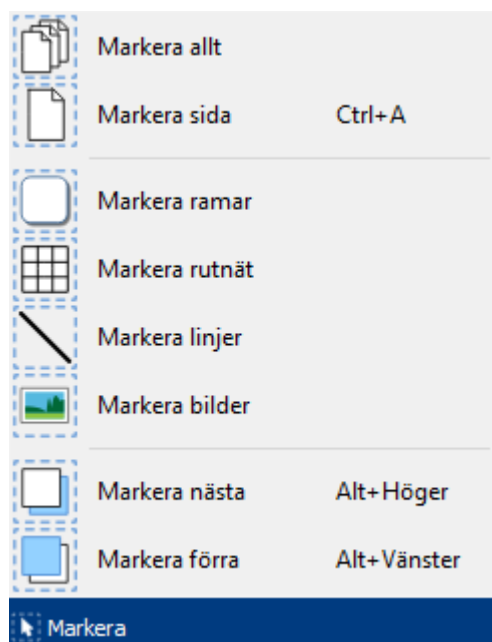 Markera allt
Markera sida Ctrl+A
Markera ramar
Markera rutnät
Markera linjer
Markera bilder
Markera nästa Alt+Höger
Markera förra Alt+Vänster
Markera